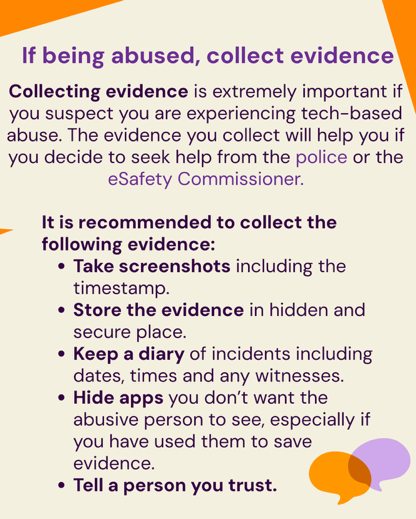 If being abused, collect evidence
Collecting evidence is extremely important if
you suspect you are experiencing tech-based
abuse. The evidence you collect will help you if
you decide to seek help from the police or the
eSafety Commissioner.
It is recommended to collect the
following evidence:
• Take screenshots including the
timestamp.
• Store the evidence in hidden and
secure place.
• Keep a diary of incidents including
dates, times and any witnesses.
• Hide apps you don't want the
abusive person to see, especially if
you have used them to save
evidence.
• Tell a person you trust.